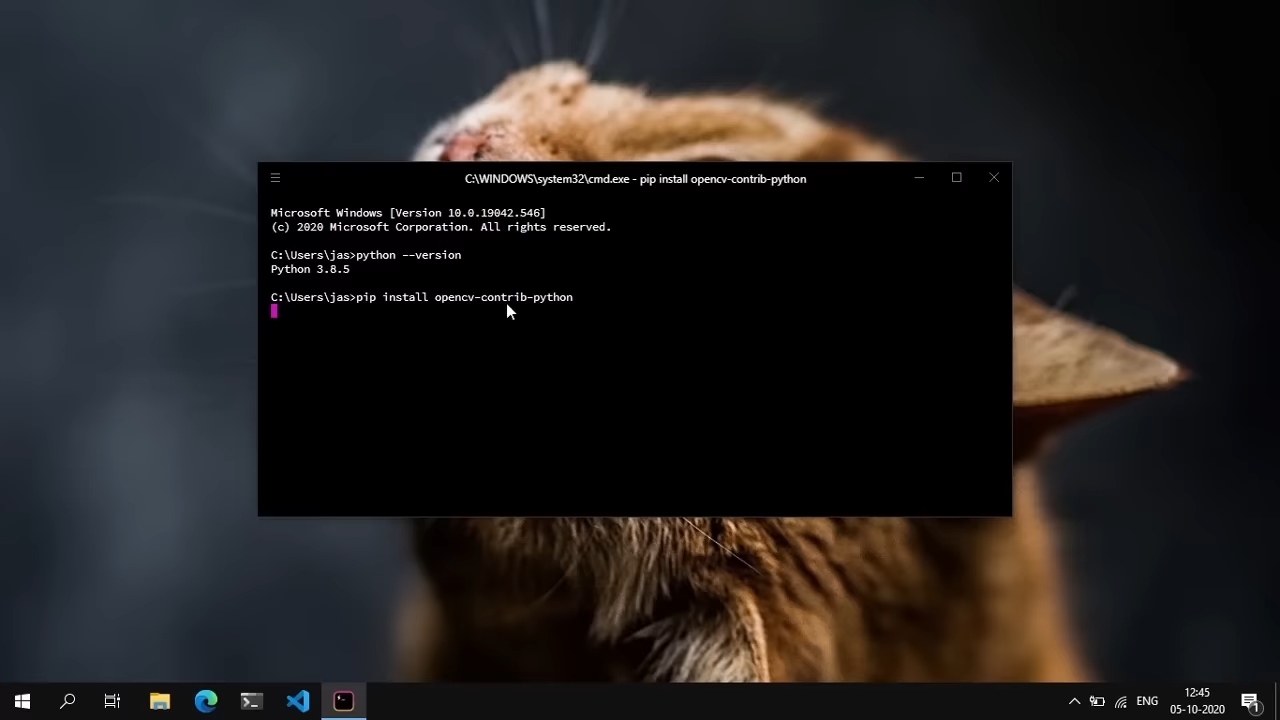 C:\WINDOWS\system32\cmd.exe - pip install opencv-contrib-python
Microsoft Windows [Version 10.0.19042.546]
(c) 2020 Microsoft Corporation. All rights reserved.
C:\Users\jas>python --version
Python 3.8.5
C:\Users\jas>pip install opencv-contrib-python
ENG
12:45
05-10-2020
1